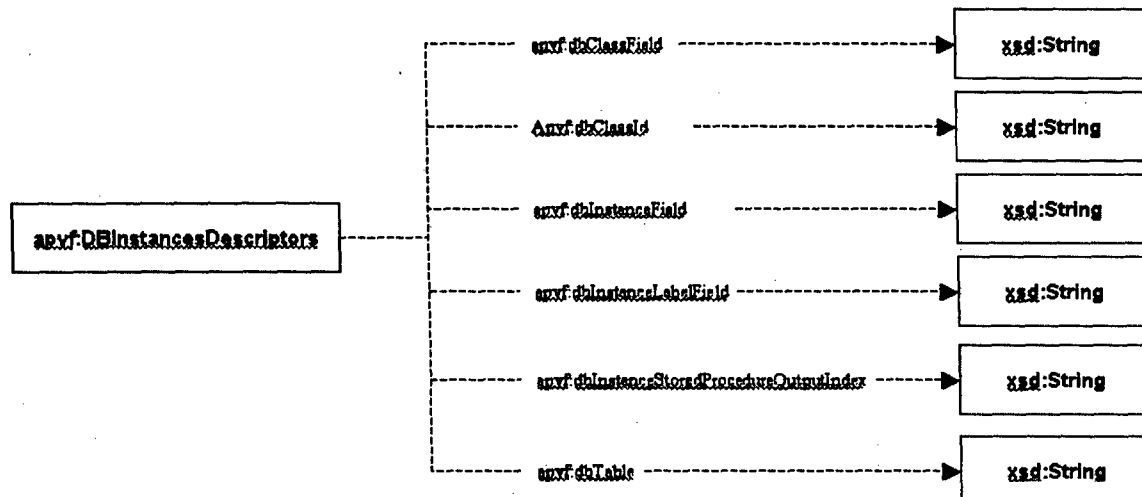 apvf:dbClassField
xsd:String
Apvf:dbClassId
xsd:String
apvf:dbInstanceField
xsd:String
apvf:DBInstancesDescriptors
apvf:dbInstanceLabelField
xsd:String
apvf:dbInstanceStoredProcedureOutputIndex
xsd:String
apvf:dbTable
xsd:String